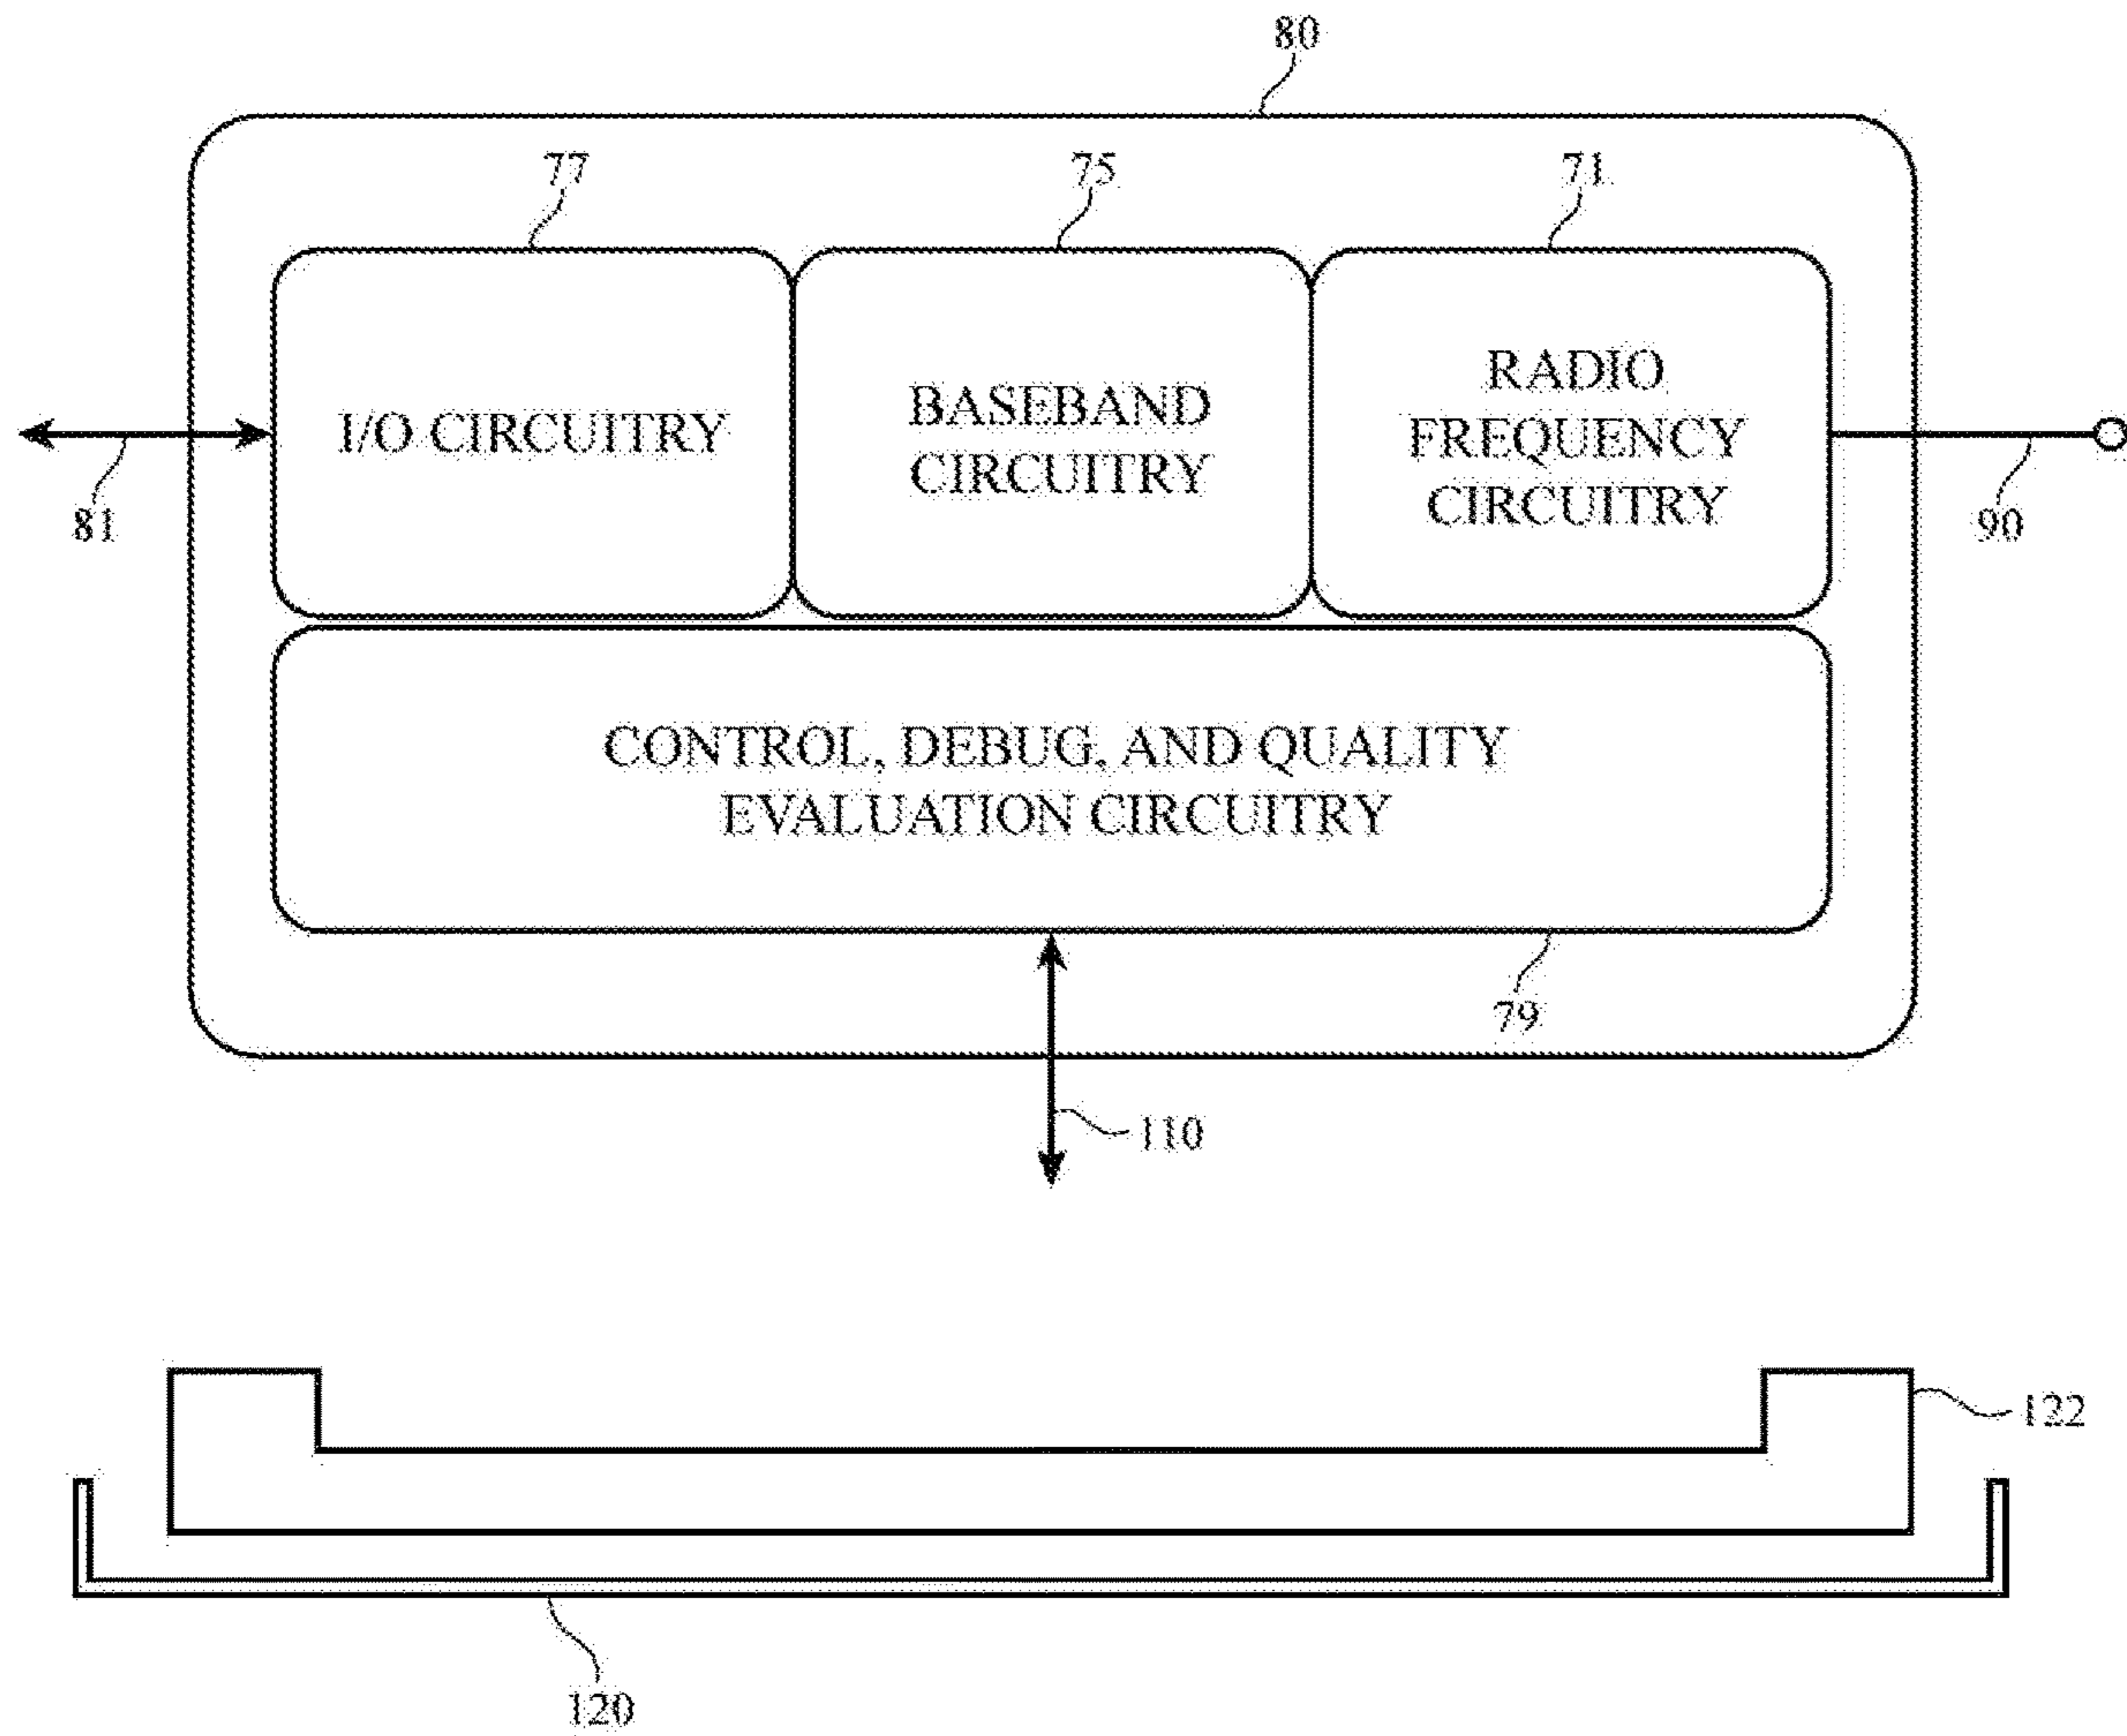 80
77
75
71
I/O CIRCUITRY
BASEBAND
CIRCUITRY
RADIO
FREQUENCY
CIRCUITRY
81
90
CONTROL, DEBUG, AND QUALITY
EVALUATION CIRCUITRY
79
110
122
120